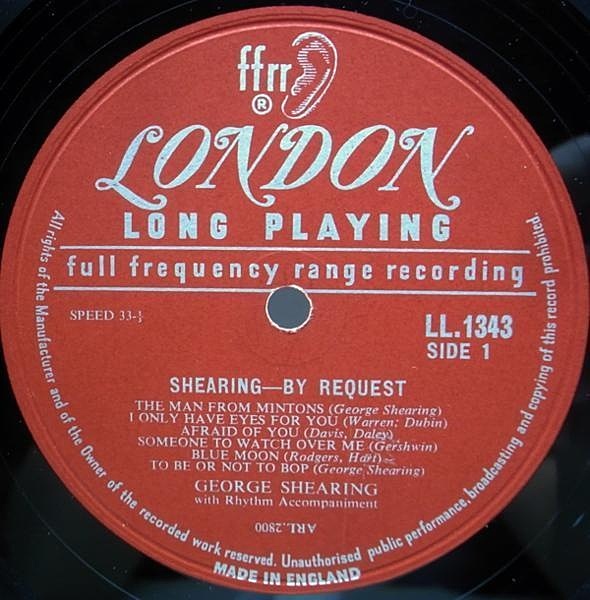 ffrr
®
LONDON
LONG PLAYING
full frequency range recording
SPEED 33-⅓
LL.1343
SIDE 1
SHEARING—BY REQUEST
THE MAN FROM MINTONS (George Shearing)
I ONLY HAVE EYES FOR YOU (Warren; Dubin)
AFRAID OF YOU (Davis, Daley)
SOMEONE TO WATCH OVER ME (Gershwin)
BLUE MOON (Rodgers, Hart)
TO BE OR NOT TO BOP (George Shearing)
GEORGE SHEARING
with Rhythm Accompaniment
ARL.2800
All rights of the Manufacturer and of the Owner of the recorded work reserved. Unauthorised public performance, broadcasting and copying of this record prohibited.
MADE IN ENGLAND